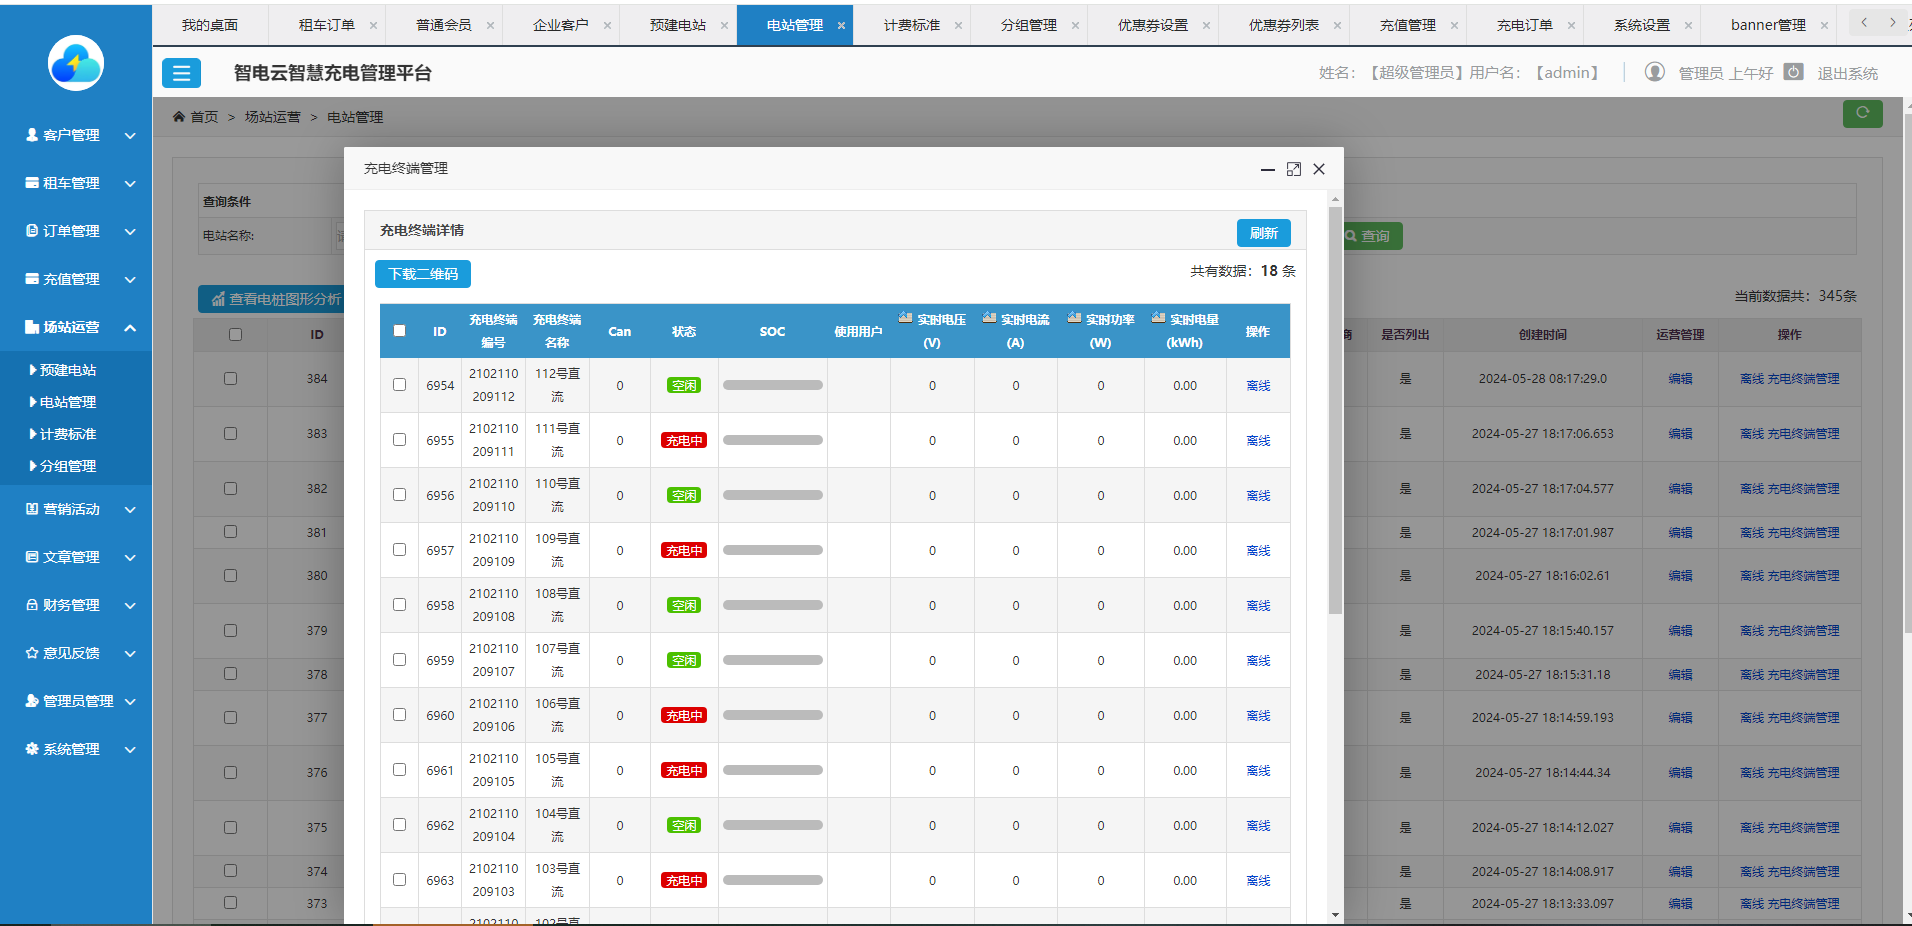 我的桌面 租车订单 普通会员 企业客户 预建电站 电站管理 计费标准 分组管理 优惠券设置 优惠券列表 充值管理 充电订单 系统设置 banner管理
智电云智慧充电管理平台 姓名: 【超级管理员】用户名: 【admin】 管理员 上午好 退出系统
首页 > 场站运营 > 电站管理
客户管理
租车管理
订单管理
充值管理
场站运营
预建电站
电站管理
计费标准
分组管理
营销活动
文章管理
财务管理
意见反馈
管理员管理
系统管理
查询条件
电站名称:
查询
查看电桩图形分析
当前数据共：345条
ID 是否列出 创建时间 运营管理 操作
384 是 2024-05-28 08:17:29.0 编辑 离线 充电终端管理
383 是 2024-05-27 18:17:06.653 编辑 离线 充电终端管理
382 是 2024-05-27 18:17:04.577 编辑 离线 充电终端管理
381 是 2024-05-27 18:17:01.987 编辑 离线 充电终端管理
380 是 2024-05-27 18:16:02.61 编辑 离线 充电终端管理
379 是 2024-05-27 18:15:40.157 编辑 离线 充电终端管理
378 是 2024-05-27 18:15:31.18 编辑 离线 充电终端管理
377 是 2024-05-27 18:14:59.193 编辑 离线 充电终端管理
376 是 2024-05-27 18:14:44.34 编辑 离线 充电终端管理
375 是 2024-05-27 18:14:12.027 编辑 离线 充电终端管理
374 是 2024-05-27 18:14:08.917 编辑 离线 充电终端管理
373 是 2024-05-27 18:13:33.097 编辑 离线 充电终端管理
充电终端管理
充电终端详情 刷新
下载二维码 共有数据：18 条
ID 充电终端编号 充电终端名称 Can 状态 SOC 使用用户 实时电压(V) 实时电流(A) 实时功率(W) 实时电量(kWh) 操作
6954 2102110209112 112号直流 0 空闲 0 0 0 0.00 离线
6955 2102110209111 111号直流 0 充电中 0 0 0 0.00 离线
6956 2102110209110 110号直流 0 空闲 0 0 0 0.00 离线
6957 2102110209109 109号直流 0 充电中 0 0 0 0.00 离线
6958 2102110209108 108号直流 0 空闲 0 0 0 0.00 离线
6959 2102110209107 107号直流 0 空闲 0 0 0 0.00 离线
6960 2102110209106 106号直流 0 充电中 0 0 0 0.00 离线
6961 2102110209105 105号直流 0 充电中 0 0 0 0.00 离线
6962 2102110209104 104号直流 0 空闲 0 0 0 0.00 离线
6963 2102110209103 103号直流 0 充电中 0 0 0 0.00 离线
2102110 102号直